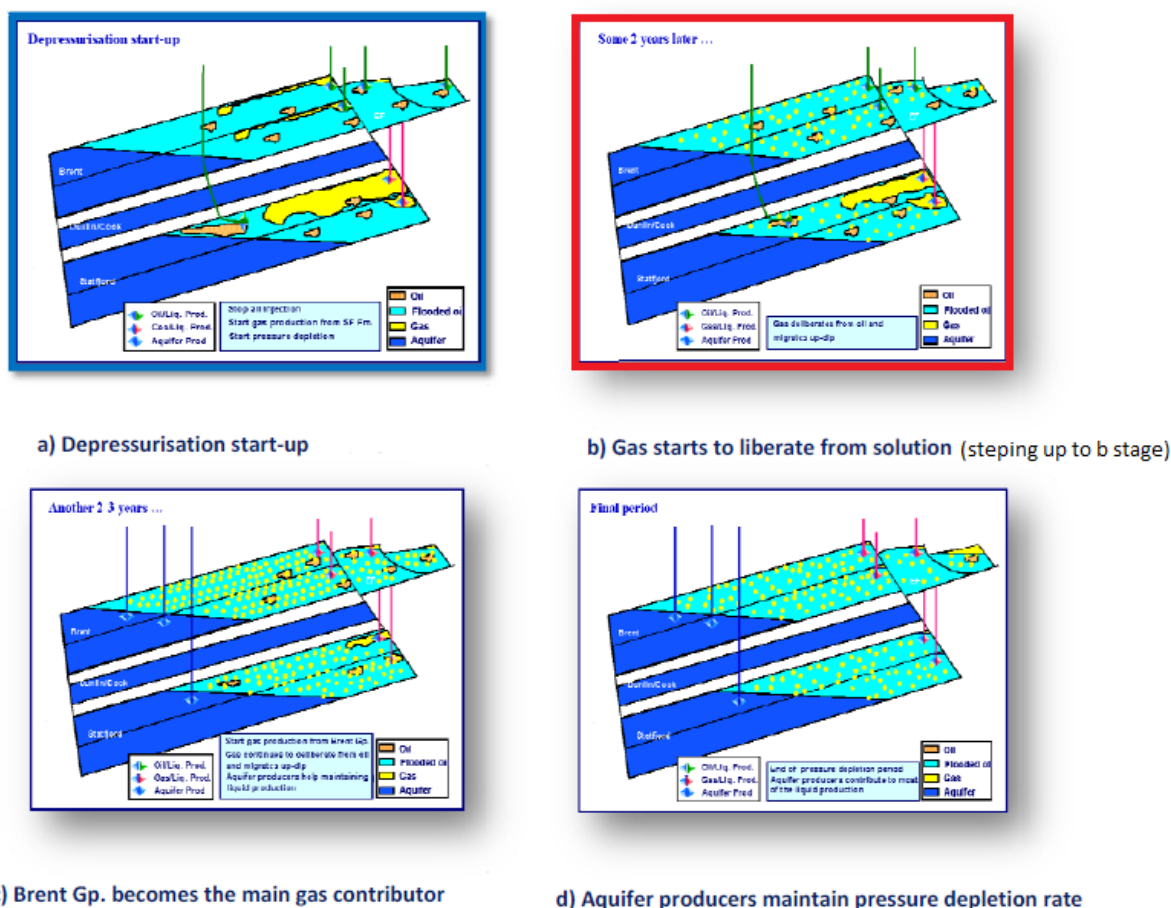 Depressurisation start-up
Brent
Dunlin/Cook
Statfjord
Oil/Liq. Prod.
Gas/Liq. Prod.
Aquifer Prod
Stop all injection
Start gas production from SF Fm.
Start pressure depletion
Oil
Flooded oil
Gas
Aquifer
Some 2 years later ...
Brent
Dunlin/Cook
Statfjord
Oil/Liq. Prod.
Gas/Liq. Prod.
Aquifer Prod
Gas deliberates from oil and
migrates up-dip
Oil
Flooded oil
Gas
Aquifer
a) Depressurisation start-up
b) Gas starts to liberate from solution (steping up to b stage)
Another 2-3 years ...
Brent
Dunlin/Cook
Statfjord
Oil/Liq. Prod.
Gas/Liq. Prod.
Aquifer Prod
Start gas production from Brent Gp.
Gas continue to deliberate from oil
and migrates up-dip
Aquifer producers help maintaining
liquid production
Oil
Flooded oil
Gas
Aquifer
Final period
Brent
Dunlin/Cook
Statfjord
Oil/Liq. Prod.
Gas/Liq. Prod.
Aquifer Prod
End of pressure depletion period
Aquifer producers contribute to most
of the liquid production
Oil
Flooded oil
Gas
Aquifer
) Brent Gp. becomes the main gas contributor
d) Aquifer producers maintain pressure depletion rate